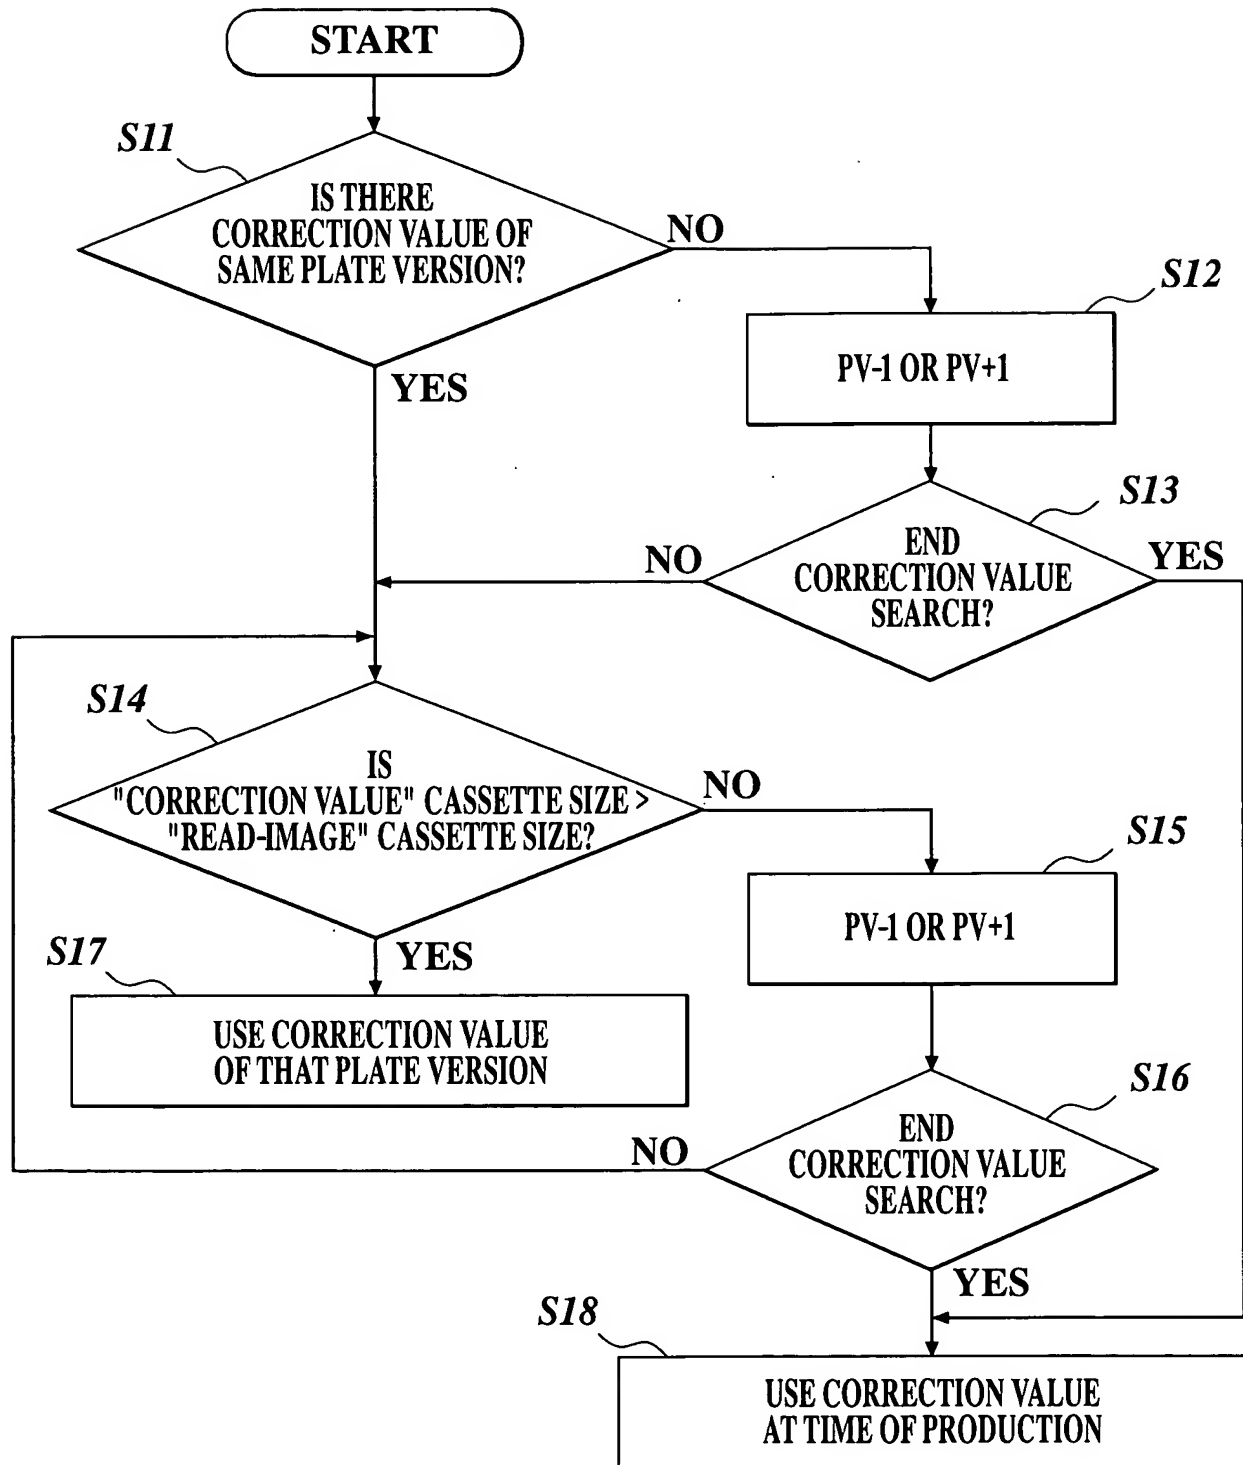 START
S11
IS THERE
CORRECTION VALUE OF
SAME PLATE VERSION?
NO
S12
PV-1 OR PV+1
YES
S13
END
CORRECTION VALUE
SEARCH?
NO
YES
S14
IS
"CORRECTION VALUE" CASSETTE SIZE >
"READ-IMAGE" CASSETTE SIZE?
NO
S15
PV-1 OR PV+1
YES
S17
USE CORRECTION VALUE
OF THAT PLATE VERSION
S16
END
CORRECTION VALUE
SEARCH?
NO
YES
S18
USE CORRECTION VALUE
AT TIME OF PRODUCTION